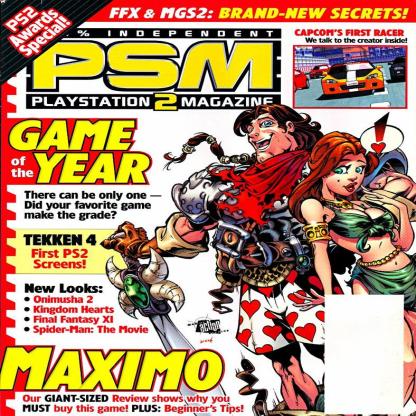 PS2
Awards
Special!
FFX & MGS2: BRAND-NEW SECRETS!
% INDEPENDENT
PSM
PLAYSTATION 2 MAGAZINE
CAPCOM'S FIRST RACER
We talk to the creator inside!
GAME
of the
YEAR
There can be only one —
Did your favorite game
make the grade?
TEKKEN 4
First PS2
Screens!
New Looks:
• Onimusha 2
• Kingdom Hearts
• Final Fantasy XI
• Spider-Man: The Movie
!
MAXIMO
Our GIANT-SIZED Review shows why you
MUST buy this game! PLUS: Beginner's Tips!